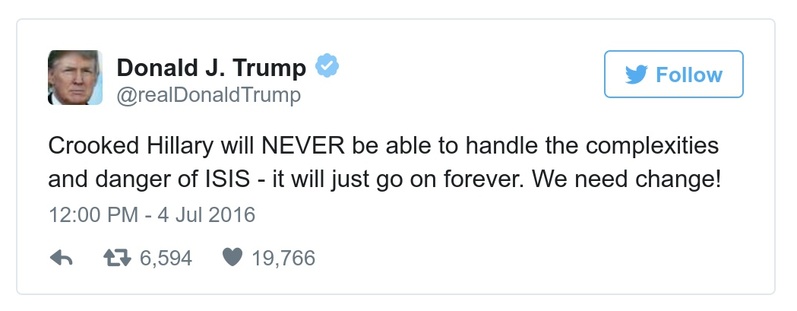 Donald J. Trump
Follow
@realDonaldTrump
Crooked Hillary will NEVER be able to handle the complexities
and danger of ISIS - it will just go on forever. We need change!
12:00 PM - 4 Jul 2016
6,594 19,766